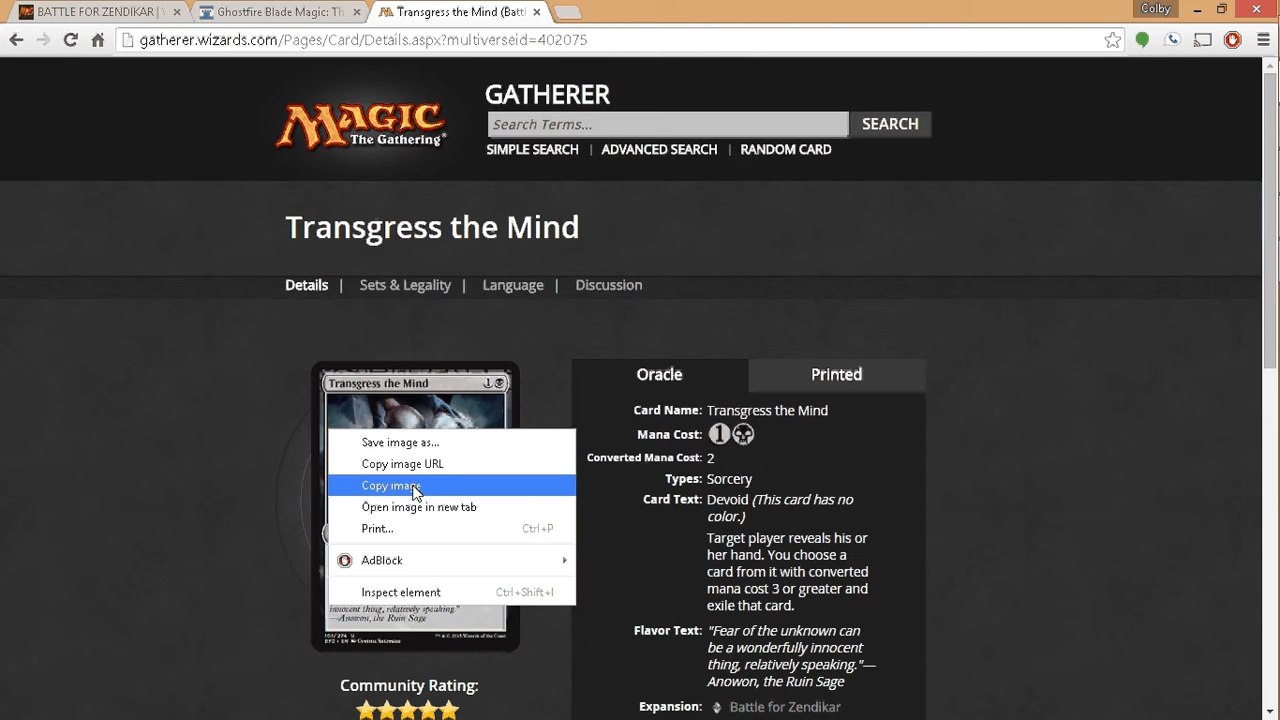 BATTLE FOR ZENDIKAR |
Ghostfire Blade Magic: Th
Transgress the Mind (Battl
Colby
gatherer.wizards.com/Pages/Card/Details.aspx?multiverseid=402075
MAGIC
The Gathering®
GATHERER
Search Terms...
SEARCH
SIMPLE SEARCH | ADVANCED SEARCH | RANDOM CARD
Transgress the Mind
Details | Sets & Legality | Language | Discussion
Transgress the Mind 1
Save image as...
Copy image URL
Copy image
Open image in new tab
Print... Ctrl+P
AdBlock
Inspect element Ctrl+Shift+I
innocent thing, relatively speaking."
—Anowon, the Ruin Sage
Community Rating:
Oracle
Printed
Card Name: Transgress the Mind
Mana Cost: 1
Converted Mana Cost: 2
Types: Sorcery
Card Text: Devoid (This card has no
color.)
Target player reveals his or
her hand. You choose a
card from it with converted
mana cost 3 or greater and
exile that card.
Flavor Text: "Fear of the unknown can
be a wonderfully innocent
thing, relatively speaking."—
Anowon, the Ruin Sage
Expansion: Battle for Zendikar